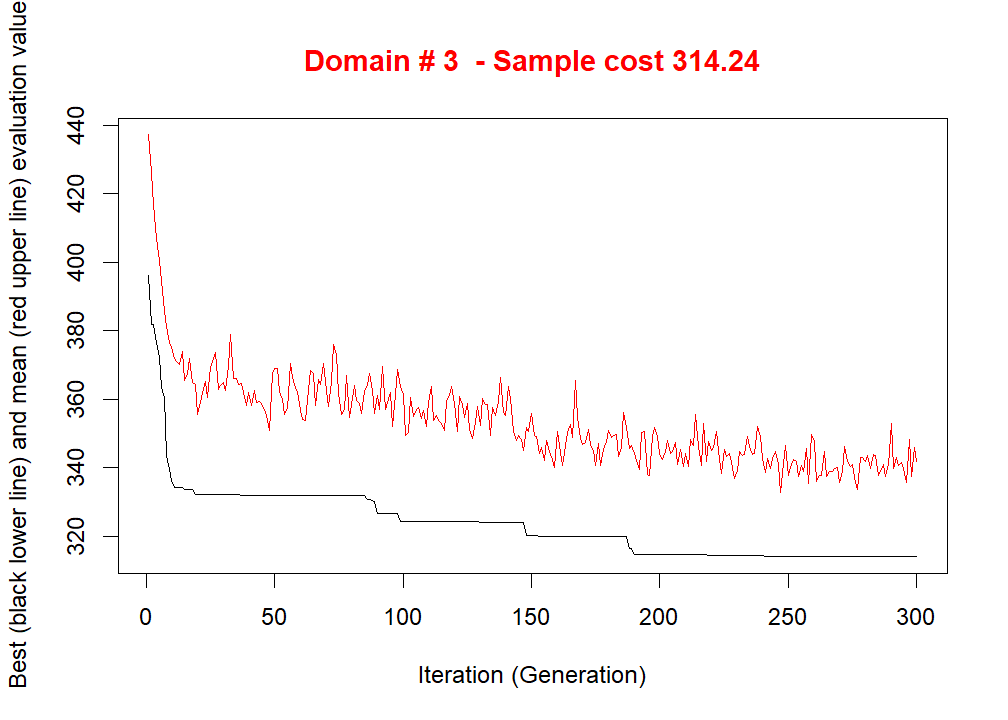 Domain # 3  - Sample cost 314.24
Best (black lower line) and mean (red upper line) evaluation value
440
420
400
380
360
340
320
0 50 100 150 200 250 300
Iteration (Generation)